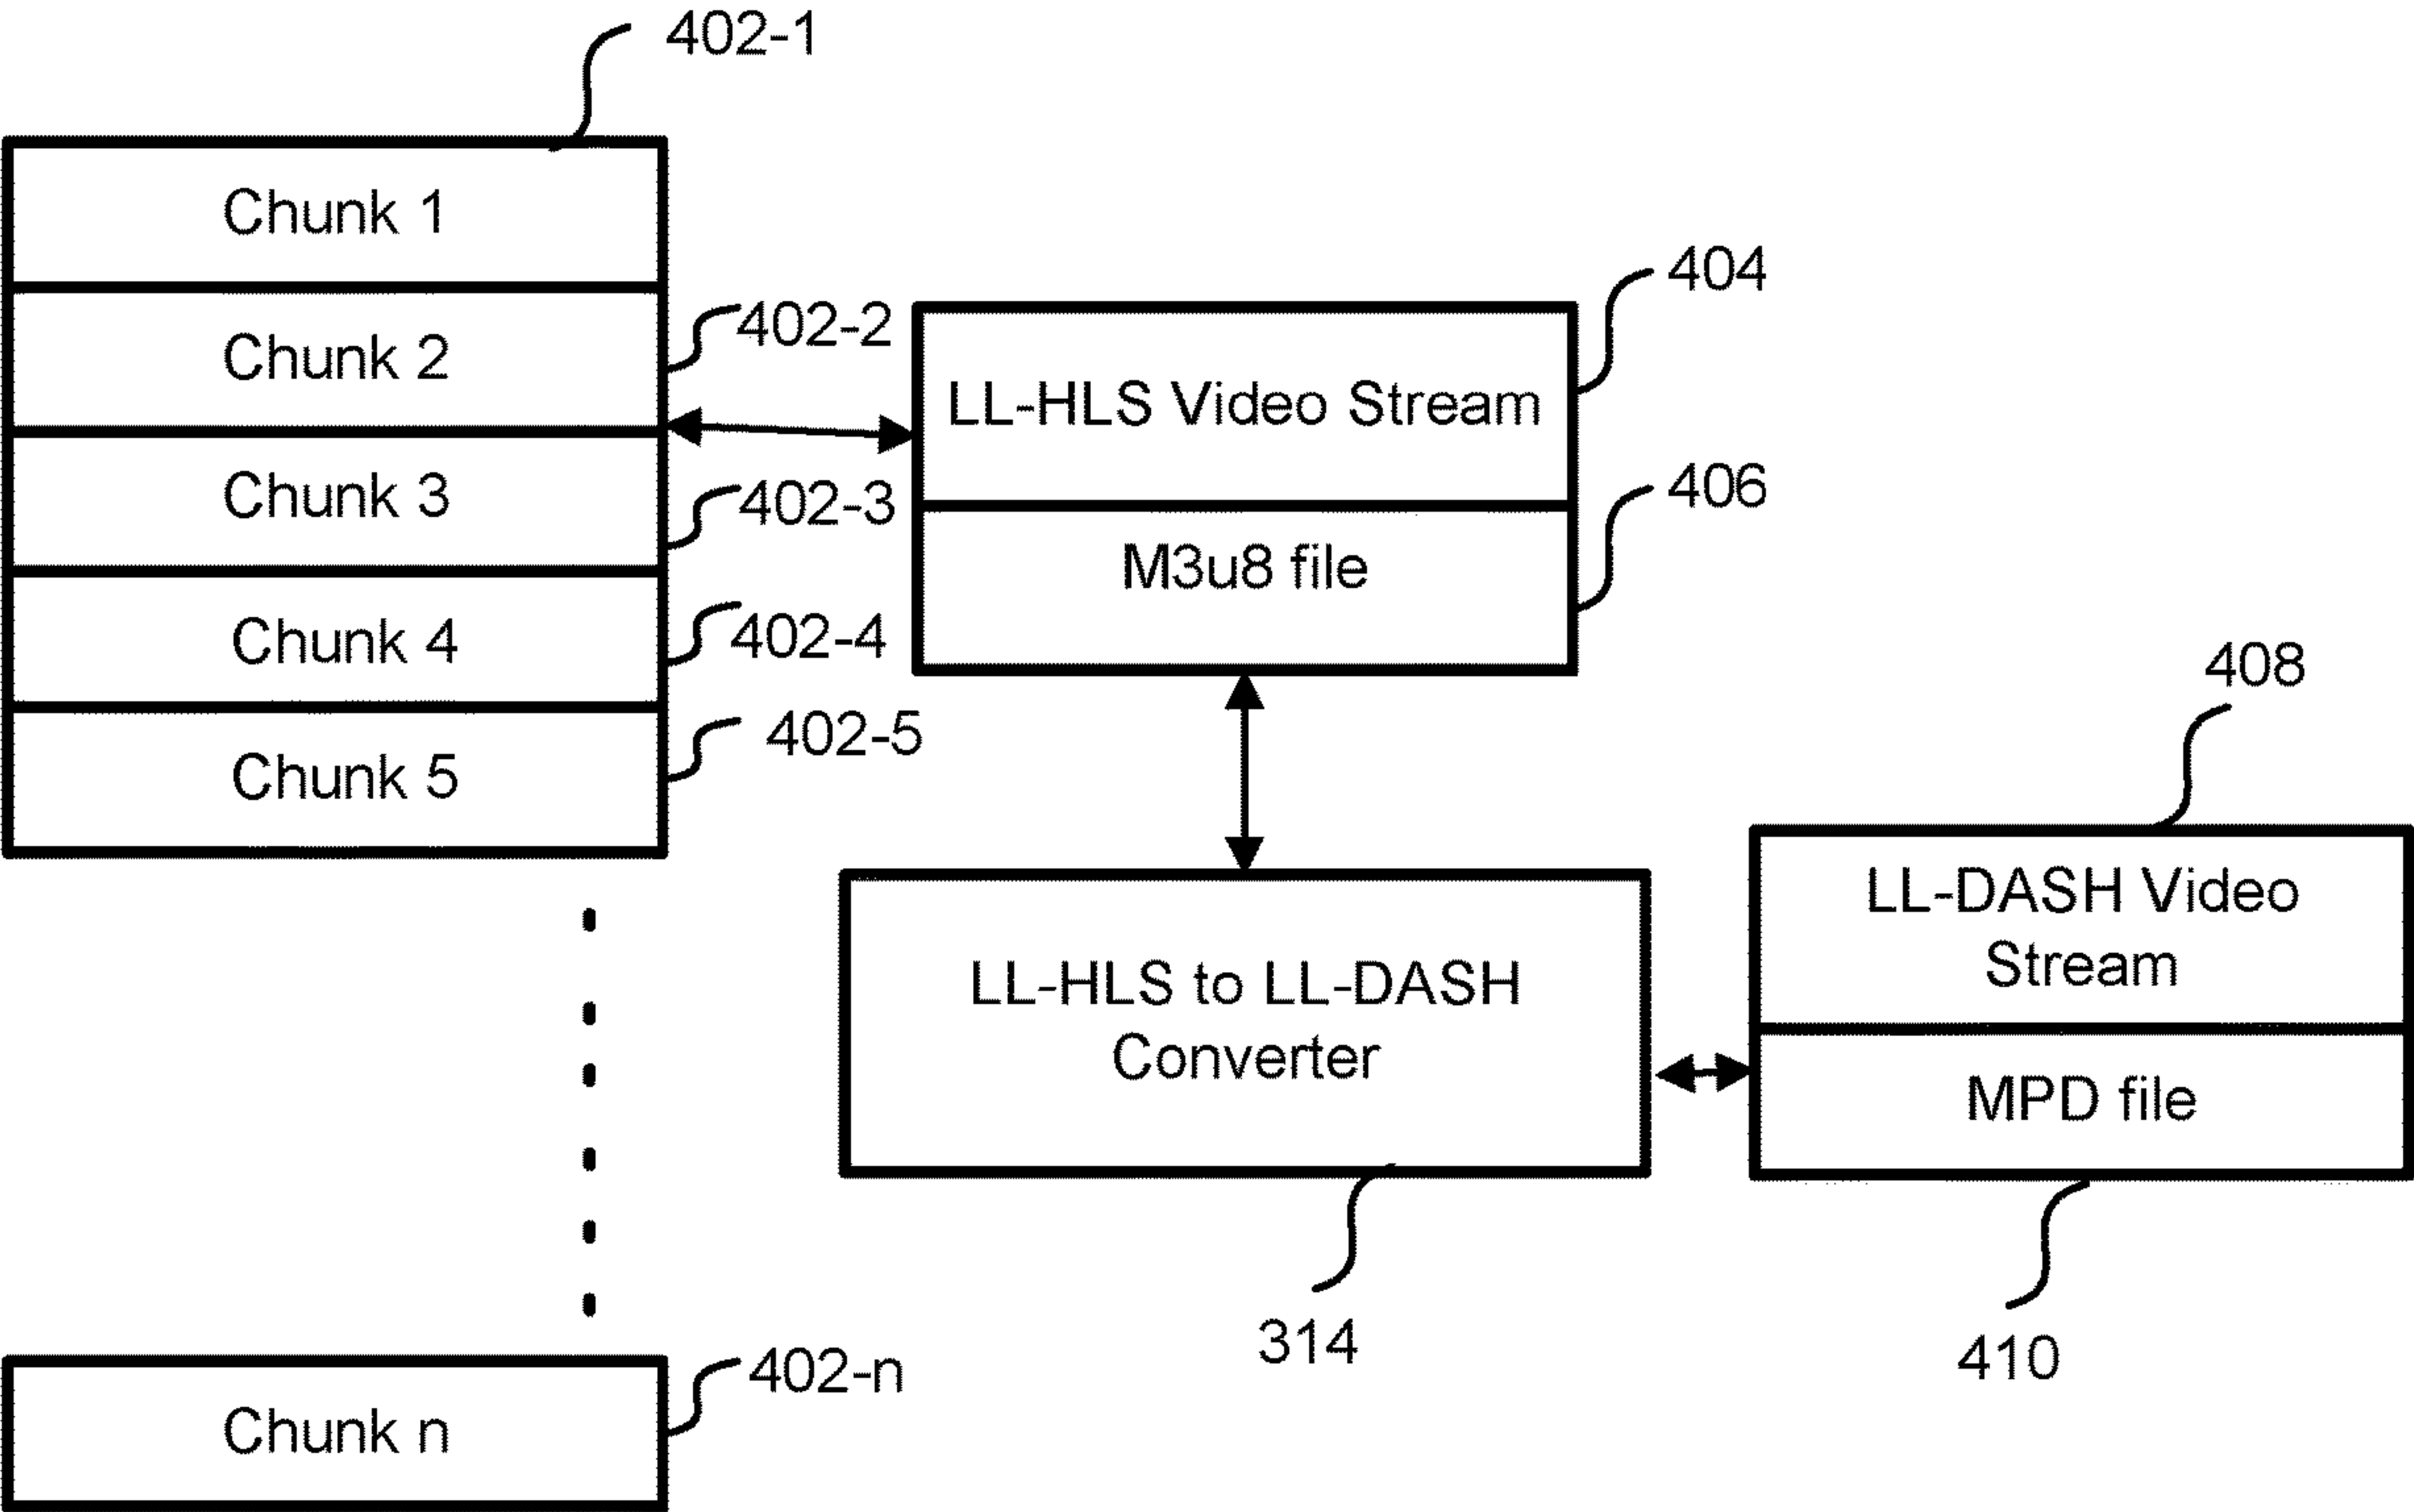 402-1
Chunk 1
Chunk 2
402-2
Chunk 3
402-3
Chunk 4
402-4
Chunk 5
402-5
Chunk n
402-n
LL-HLS Video Stream
404
M3u8 file
406
LL-HLS to LL-DASH
Converter
314
408
LL-DASH Video
Stream
MPD file
410